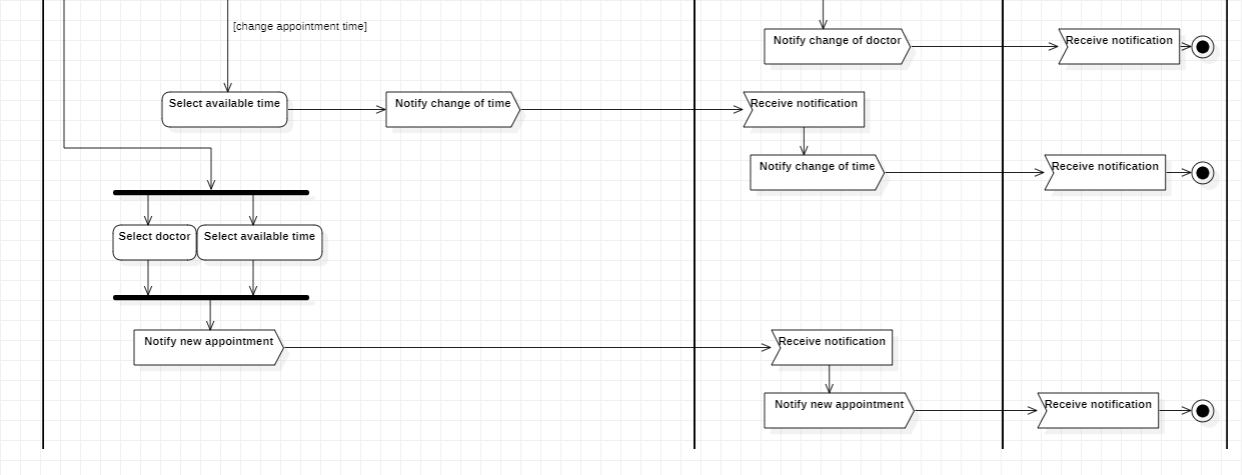 [change appointment time]
Notify change of doctor
Receive notification
Select available time
Notify change of time
Receive notification
Notify change of time
Receive notification
Select doctor
Select available time
Notify new appointment
Receive notification
Notify new appointment
Receive notification